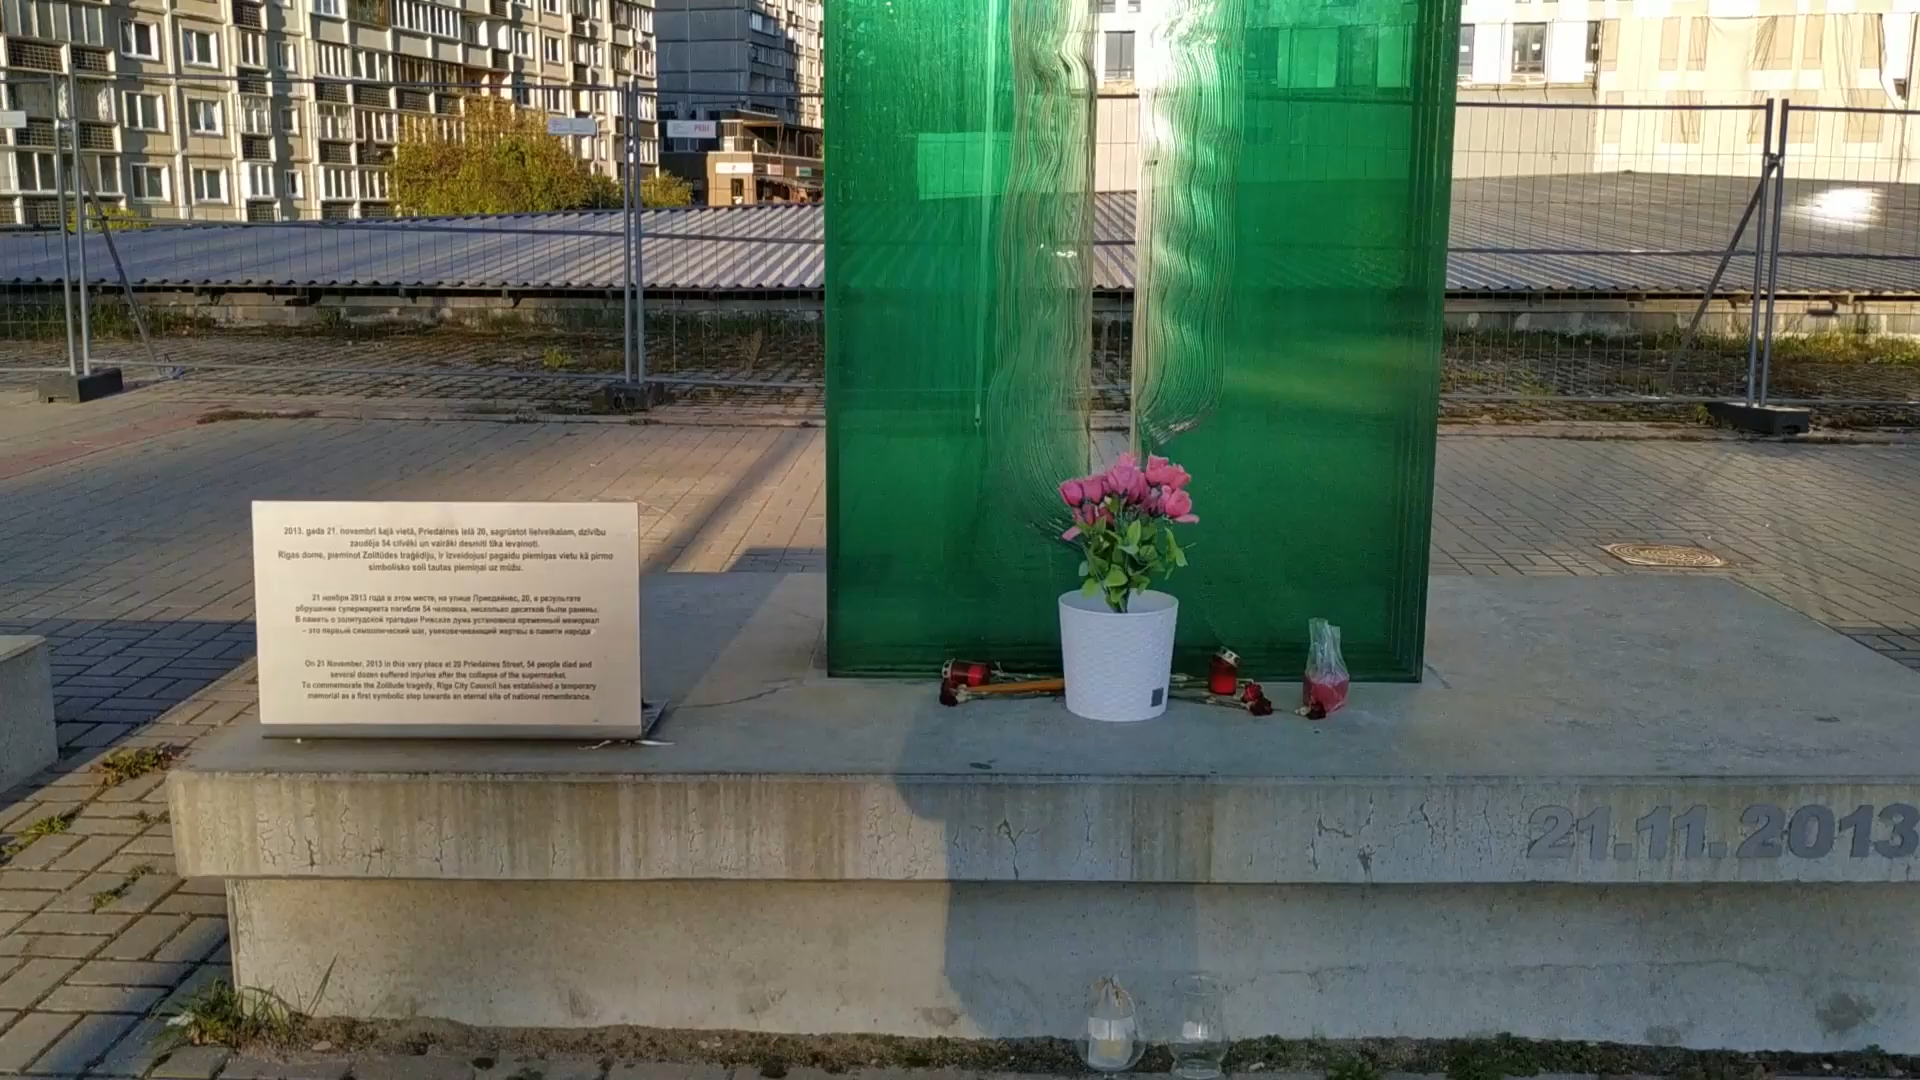 2013. gada 21. novembrī šajā vietā, Priedaines ielā 20, sagrūstot lielveikalam, dzīvību
zaudēja 54 cilvēki un vairāki desmiti tika ievainoti.
Rīgas dome, pieminot Zolitūdes traģēdiju, ir izveidojusi pagaidu piemiņas vietu kā pirmo
simbolisko soli tautas piemiņai uz mūžu.
21 ноября 2013 года в этом месте, на улице Приедайнес, 20, в результате
обрушения супермаркета погибли 54 человека, несколько десятков были ранены.
В память о золитудской трагедии Рижская дума установила временный мемориал
– это первый символический шаг, увековечивающий жертвы в памяти народа
On 21 November, 2013 in this very place at 20 Priedaines Street, 54 people died and
several dozen suffered injuries after the collapse of the supermarket.
To commemorate the Zolitude tragedy, Riga City Council has established a temporary
memorial as a first symbolic step towards an eternal site of national remembrance.
21.11.2013